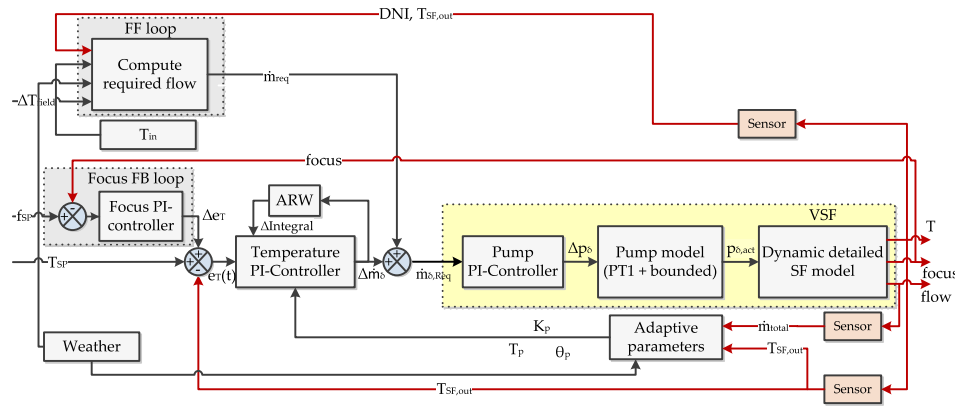 DNI, T_SF,out
FF loop
Compute
required flow
ṁreq
ΔTfield
Tin
Sensor
focus
Focus FB loop
ARW
VSF
fSP
+
-
Focus PI-
controller
ΔeT
ΔIntegral
T
TSP
+
+
-
eT(t)
Temperature
PI-Controller
Δṁδ
+
+
ṁδ,Req
Pump
PI-Controller
Δpδ
Pump model
(PT1 + bounded)
pδ,act
Dynamic detailed
SF model
focus
flow
Weather
Kp
Tp
θp
Adaptive
parameters
ṁtotal
Sensor
TSF,out
TSF,out
Sensor